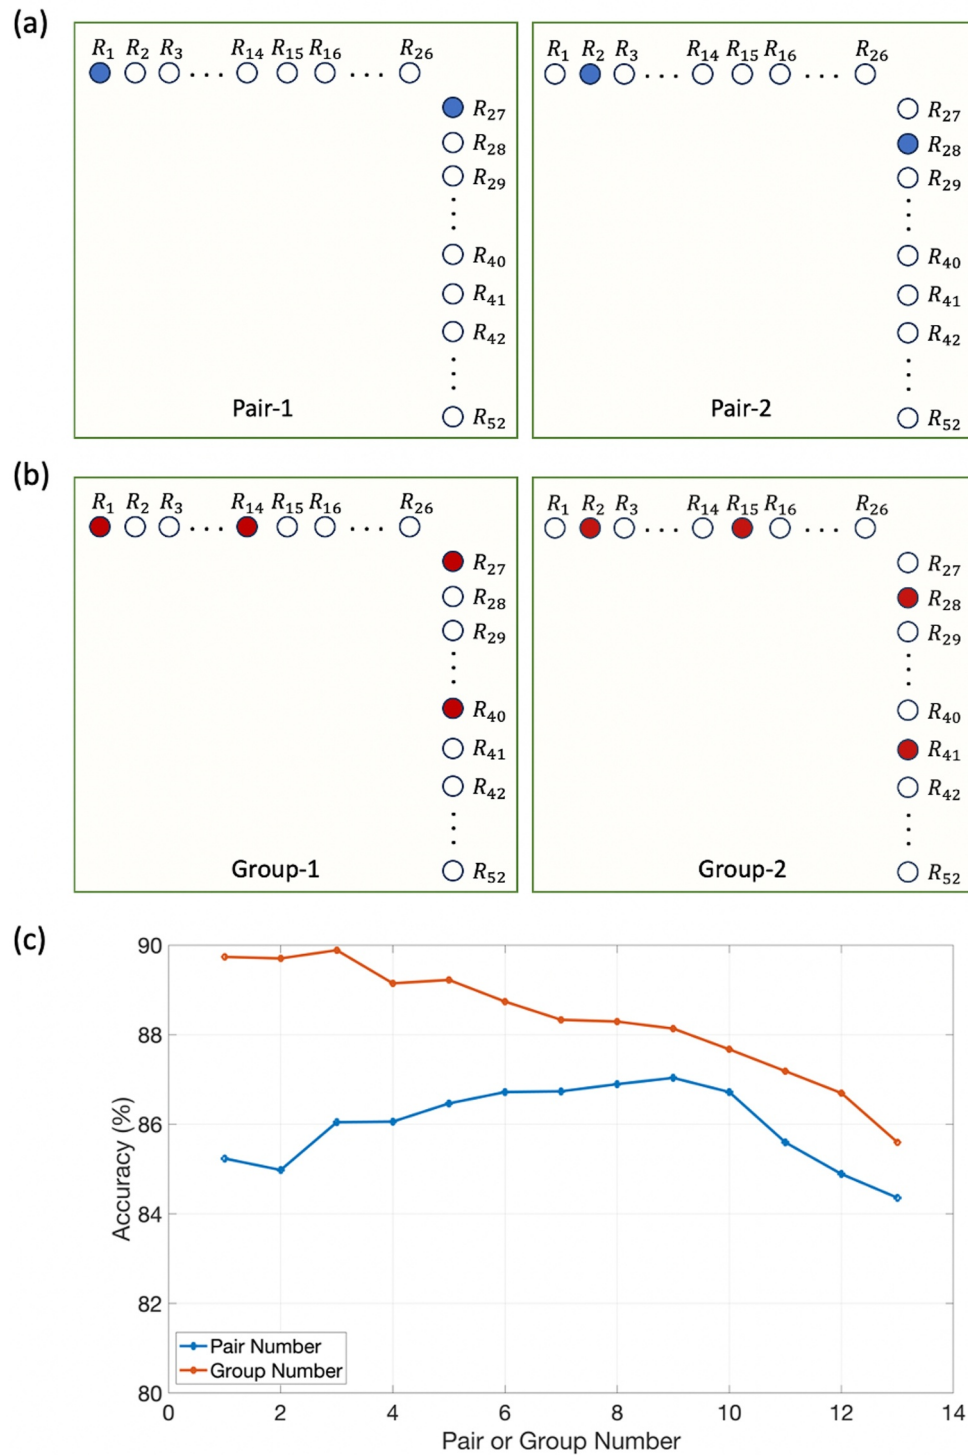 (a)
R₁ R₂ R₃ ... R₁₄ R₁₅ R₁₆ ... R₂₆
R₂₇
R₂₈
R₂₉
R₄₀
R₄₁
R₄₂
R₅₂
Pair-1
R₁ R₂ R₃ ... R₁₄ R₁₅ R₁₆ ... R₂₆
R₂₇
R₂₈
R₂₉
R₄₀
R₄₁
R₄₂
R₅₂
Pair-2
(b)
R₁ R₂ R₃ ... R₁₄ R₁₅ R₁₆ ... R₂₆
R₂₇
R₂₈
R₂₉
R₄₀
R₄₁
R₄₂
R₅₂
Group-1
R₁ R₂ R₃ ... R₁₄ R₁₅ R₁₆ ... R₂₆
R₂₇
R₂₈
R₂₉
R₄₀
R₄₁
R₄₂
R₅₂
Group-2
(c)
90
88
86
84
82
80
Accuracy (%)
Pair Number
Group Number
0 2 4 6 8 10 12 14
Pair or Group Number